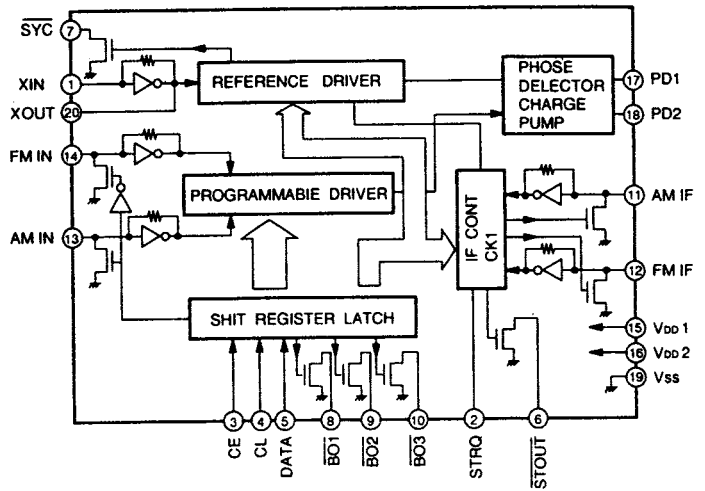 SYC
7
XIN
1
XOUT
20
FM IN
14
AM IN
13
REFERENCE DRIVER
PHOSE
DELECTOR
CHARGE
PUMP
17 PD1
18 PD2
PROGRAMMABIE DRIVER
IF CONT
CK1
11 AM IF
12 FM IF
SHIT REGISTER LATCH
15 VDD 1
16 VDD 2
19 VSS
3
4
5
8
9
10
2
6
CE
CL
DATA
BO1
BO2
BO3
STRQ
STOUT